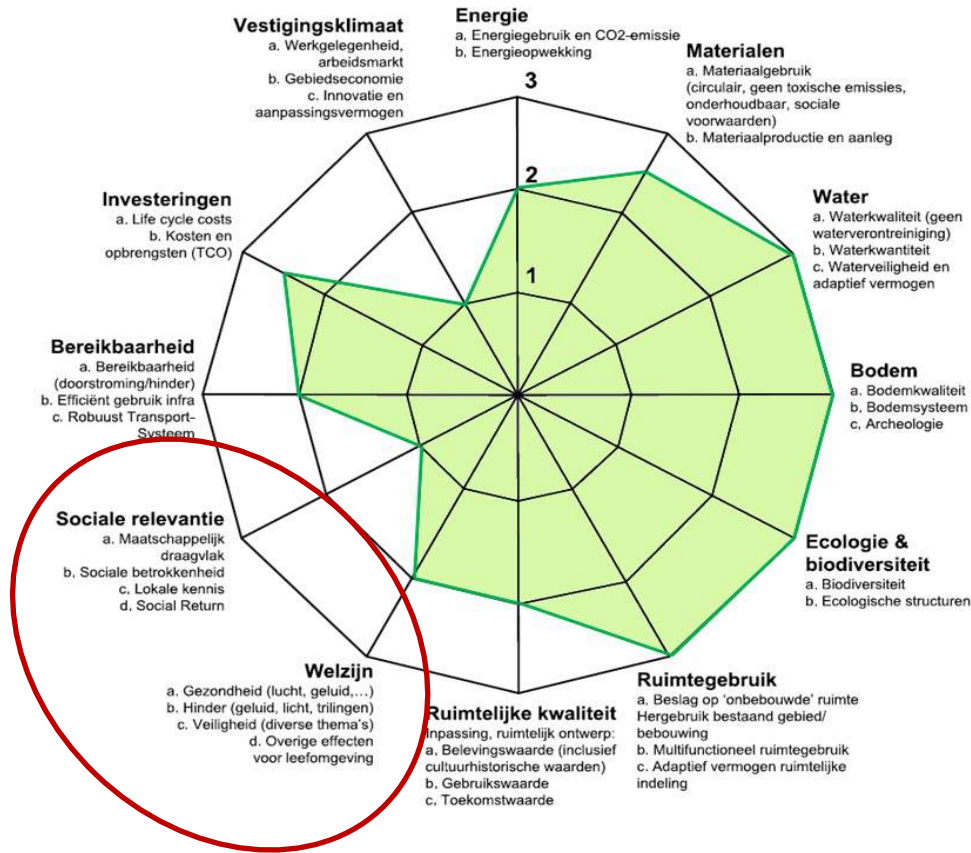 Energie
a. Energiegebruik en CO2-emissie
b. Energieopwekking
Materialen
a. Materiaalgebruik
(circulair, geen toxische emissies,
onderhoudbaar, sociale
voorwaarden)
b. Materiaalproductie en aanleg
Water
a. Waterkwaliteit (geen
waterverontreiniging)
b. Waterkwantiteit
c. Waterveiligheid en
adaptief vermogen
Bodem
a. Bodemkwaliteit
b. Bodemsysteem
c, Archeologie
Ecologie &
biodiversiteit
a. Biodiversiteit
b. Ecologische structuren
Ruimtegebruik
a. Beslag op ‘onbebouwde’ ruimte
Hergebruik bestaand gebied/
bebouwing
b. Multifunctioneel ruimtegebruik
c. Adaptief vermogen ruimtelijke
indeling
Ruimtelijke kwaliteit
Inpassing, ruimtelijk ontwerp:
a, Belevingswaarde (inclusief
cultuurhistorische waarden)
b, Gebruikswaarde
c, Toekomstwaarde
Welzijn
a. Gezondheid (lucht, geluid,...)
b. Hinder (geluid, licht, trilingen)
c. Veiligheid (diverse thema's)
d. Overige effecten
voor leefomgeving
Sociale relevantie
a. Maatschappelijk
draagvlak
b, Sociale betrokkenheid
c, Lokale kennis
d. Social Return
Bereikbaarheid
a. Bereikbaarheid
(doorstroming/hinder)
b. Efficiënt gebruik infra
c. Robuust Transport-
Systeem
Investeringen
a. Life cycle costs
b. Kosten en
opbrengsten (TCO)
Vestigingsklimaat
a. Werkgelegenheid,
arbeidsmarkt
b. Gebiedseconomie
c. Innovatie en
aanpassingsvermogen
3
2
1